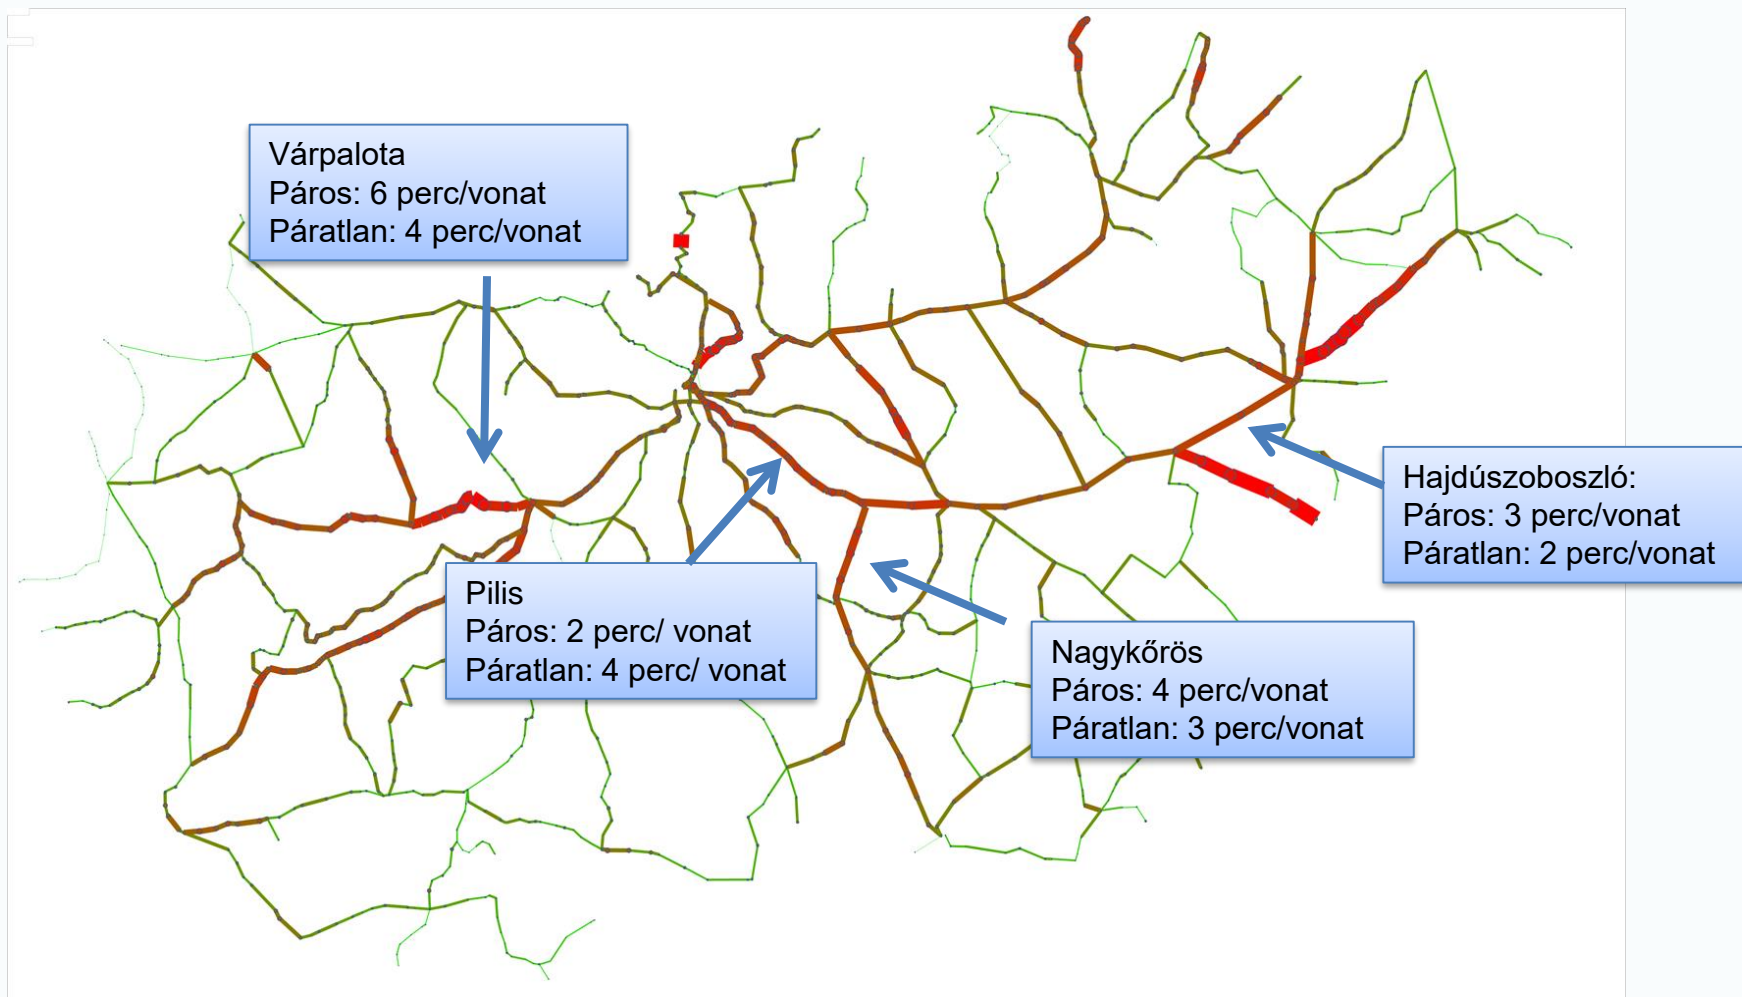 Várpalota
Páros: 6 perc/vonat
Páratlan: 4 perc/vonat
Hajdúszoboszló:
Páros: 3 perc/vonat
Páratlan: 2 perc/vonat
Pilis
Páros: 2 perc/ vonat
Páratlan: 4 perc/ vonat
Nagykőrös
Páros: 4 perc/vonat
Páratlan: 3 perc/vonat